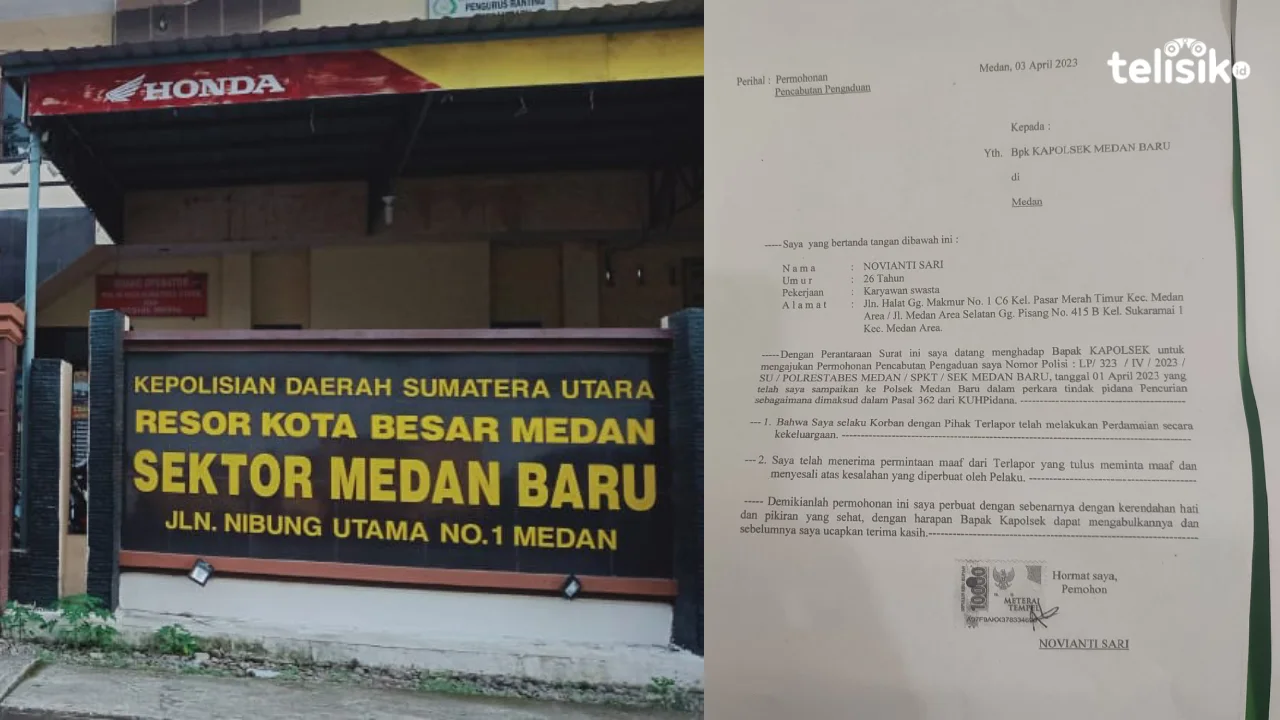 PENGURUS RANTING
HONDA
KEPOLISIAN DAERAH SUMATERA UTARA
RESOR KOTA BESAR MEDAN
SEKTOR MEDAN BARU
JLN. NIBUNG UTAMA NO.1 MEDAN
telisik.id
Medan, 03 April 2023
Perihal : Permohonan
Pencabutan Pengaduan
Kepada :
Yth. Bpk KAPOLSEK MEDAN BARU
di
Medan
-----Saya yang bertanda tangan dibawah ini :
N a m a : NOVIANTI SARI
U m u r : 26 Tahun
Pekerjaan : Karyawan swasta
A l a m a t : Jln. Halat Gg. Makmur No. 1 C6 Kel. Pasar Merah Timur Kec. Medan
Area / Jl. Medan Area Selatan Gg. Pisang No. 415 B Kel. Sukaramai 1
Kec. Medan Area.
-----Dengan Perantaraan Surat ini saya datang menghadap Bapak KAPOLSEK untuk
mengajukan Permohonan Pencabutan Pengaduan saya Nomor Polisi : LP/ 323 / IV / 2023 /
SU / POLRESTABES MEDAN / SPKT / SEK MEDAN BARU, tanggal 01 April 2023 yang
telah saya sampaikan ke Polsek Medan Baru dalam perkara tindak pidana Pencurian
sebagaimana dimaksud dalam Pasal 362 dari KUHPidana. -----
--- 1. Bahwa Saya selaku Korban dengan Pihak Terlapor telah melakukan Perdamaian secara
kekeluargaan. -----
---2. Saya telah menerima permintaan maaf dari Terlapor yang tulus meminta maaf dan
menyesali atas kesalahan yang diperbuat oleh Pelaku. -----
----- Demikianlah permohonan ini saya perbuat dengan sebenarnya dengan kerendahan hati
dan pikiran yang sehat, dengan harapan Bapak Kapolsek dapat mengabulkannya dan
sebelumnya saya ucapkan terima kasih.-----
10000
METERAI
TEMPEL
Hormat saya,
Pemohon
NOVIANTI SARI